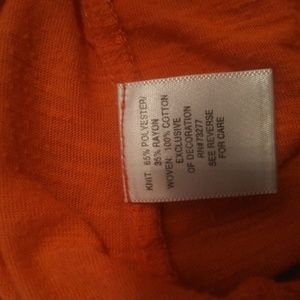 KNIT 65% POLYESTER/
35% RAYON
WOVEN 100% COTTON
EXCLUSIVE
OF DECORATION
RN#73277
SEE REVERSE
FOR CARE